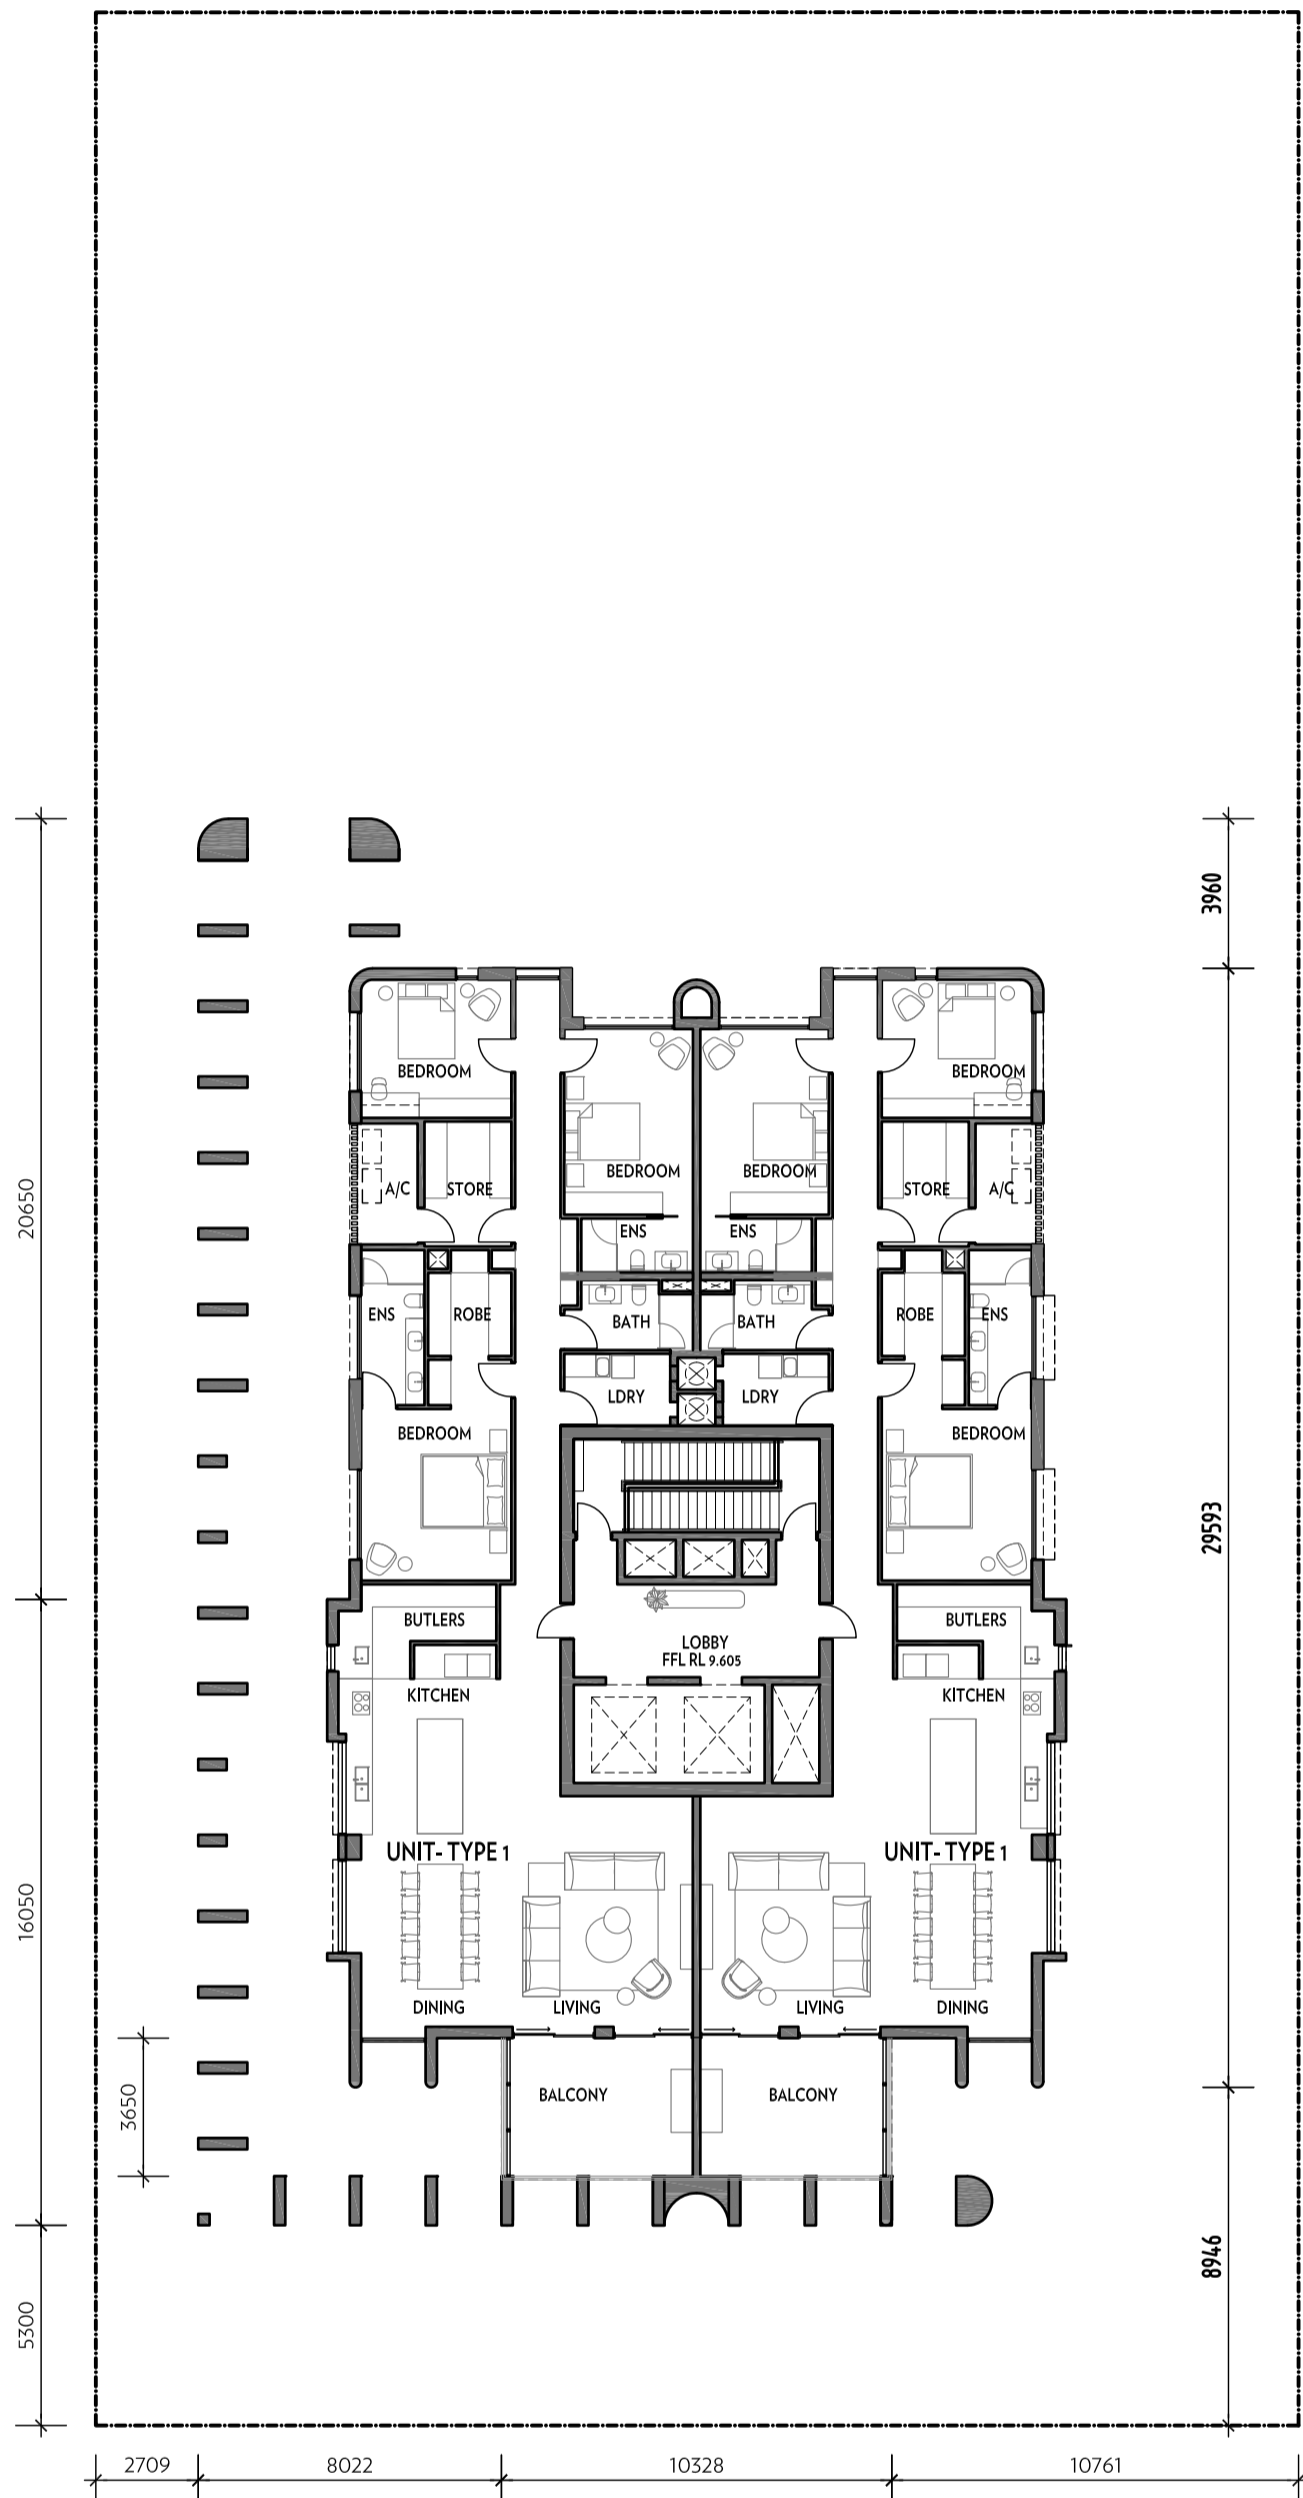 3960
BEDROOM
BEDROOM
BEDROOM
BEDROOM
A/C
STORE
STORE
A/C
20650
ENS
ENS
ENS
ROBE
BATH
BATH
ROBE
ENS
LDRY
LDRY
BEDROOM
BEDROOM
29593
BUTLERS
BUTLERS
LOBBY
FFL RL 9.605
KITCHEN
KITCHEN
UNIT- TYPE 1
UNIT- TYPE 1
16050
DINING
LIVING
LIVING
DINING
3650
BALCONY
BALCONY
8946
5300
2709
8022
10328
10761